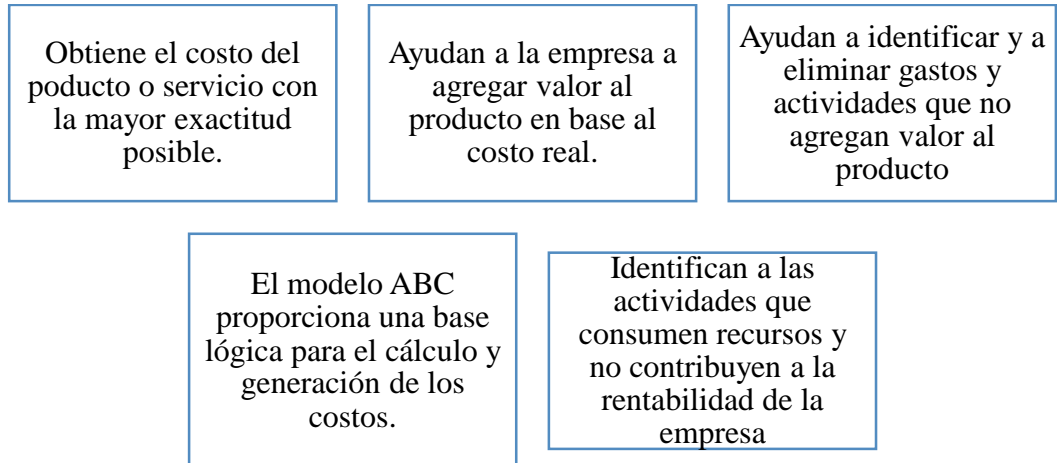 Obtiene el costo del
poducto o servicio con
la mayor exactitud
posible.
Ayudan a la empresa a
agregar valor al
producto en base al
costo real.
Ayudan a identificar y a
eliminar gastos y
actividades que no
agregan valor al
producto
El modelo ABC
proporciona una base
lógica para el cálculo y
generación de los
costos.
Identifican a las
actividades que
consumen recursos y
no contribuyen a la
rentabilidad de la
empresa